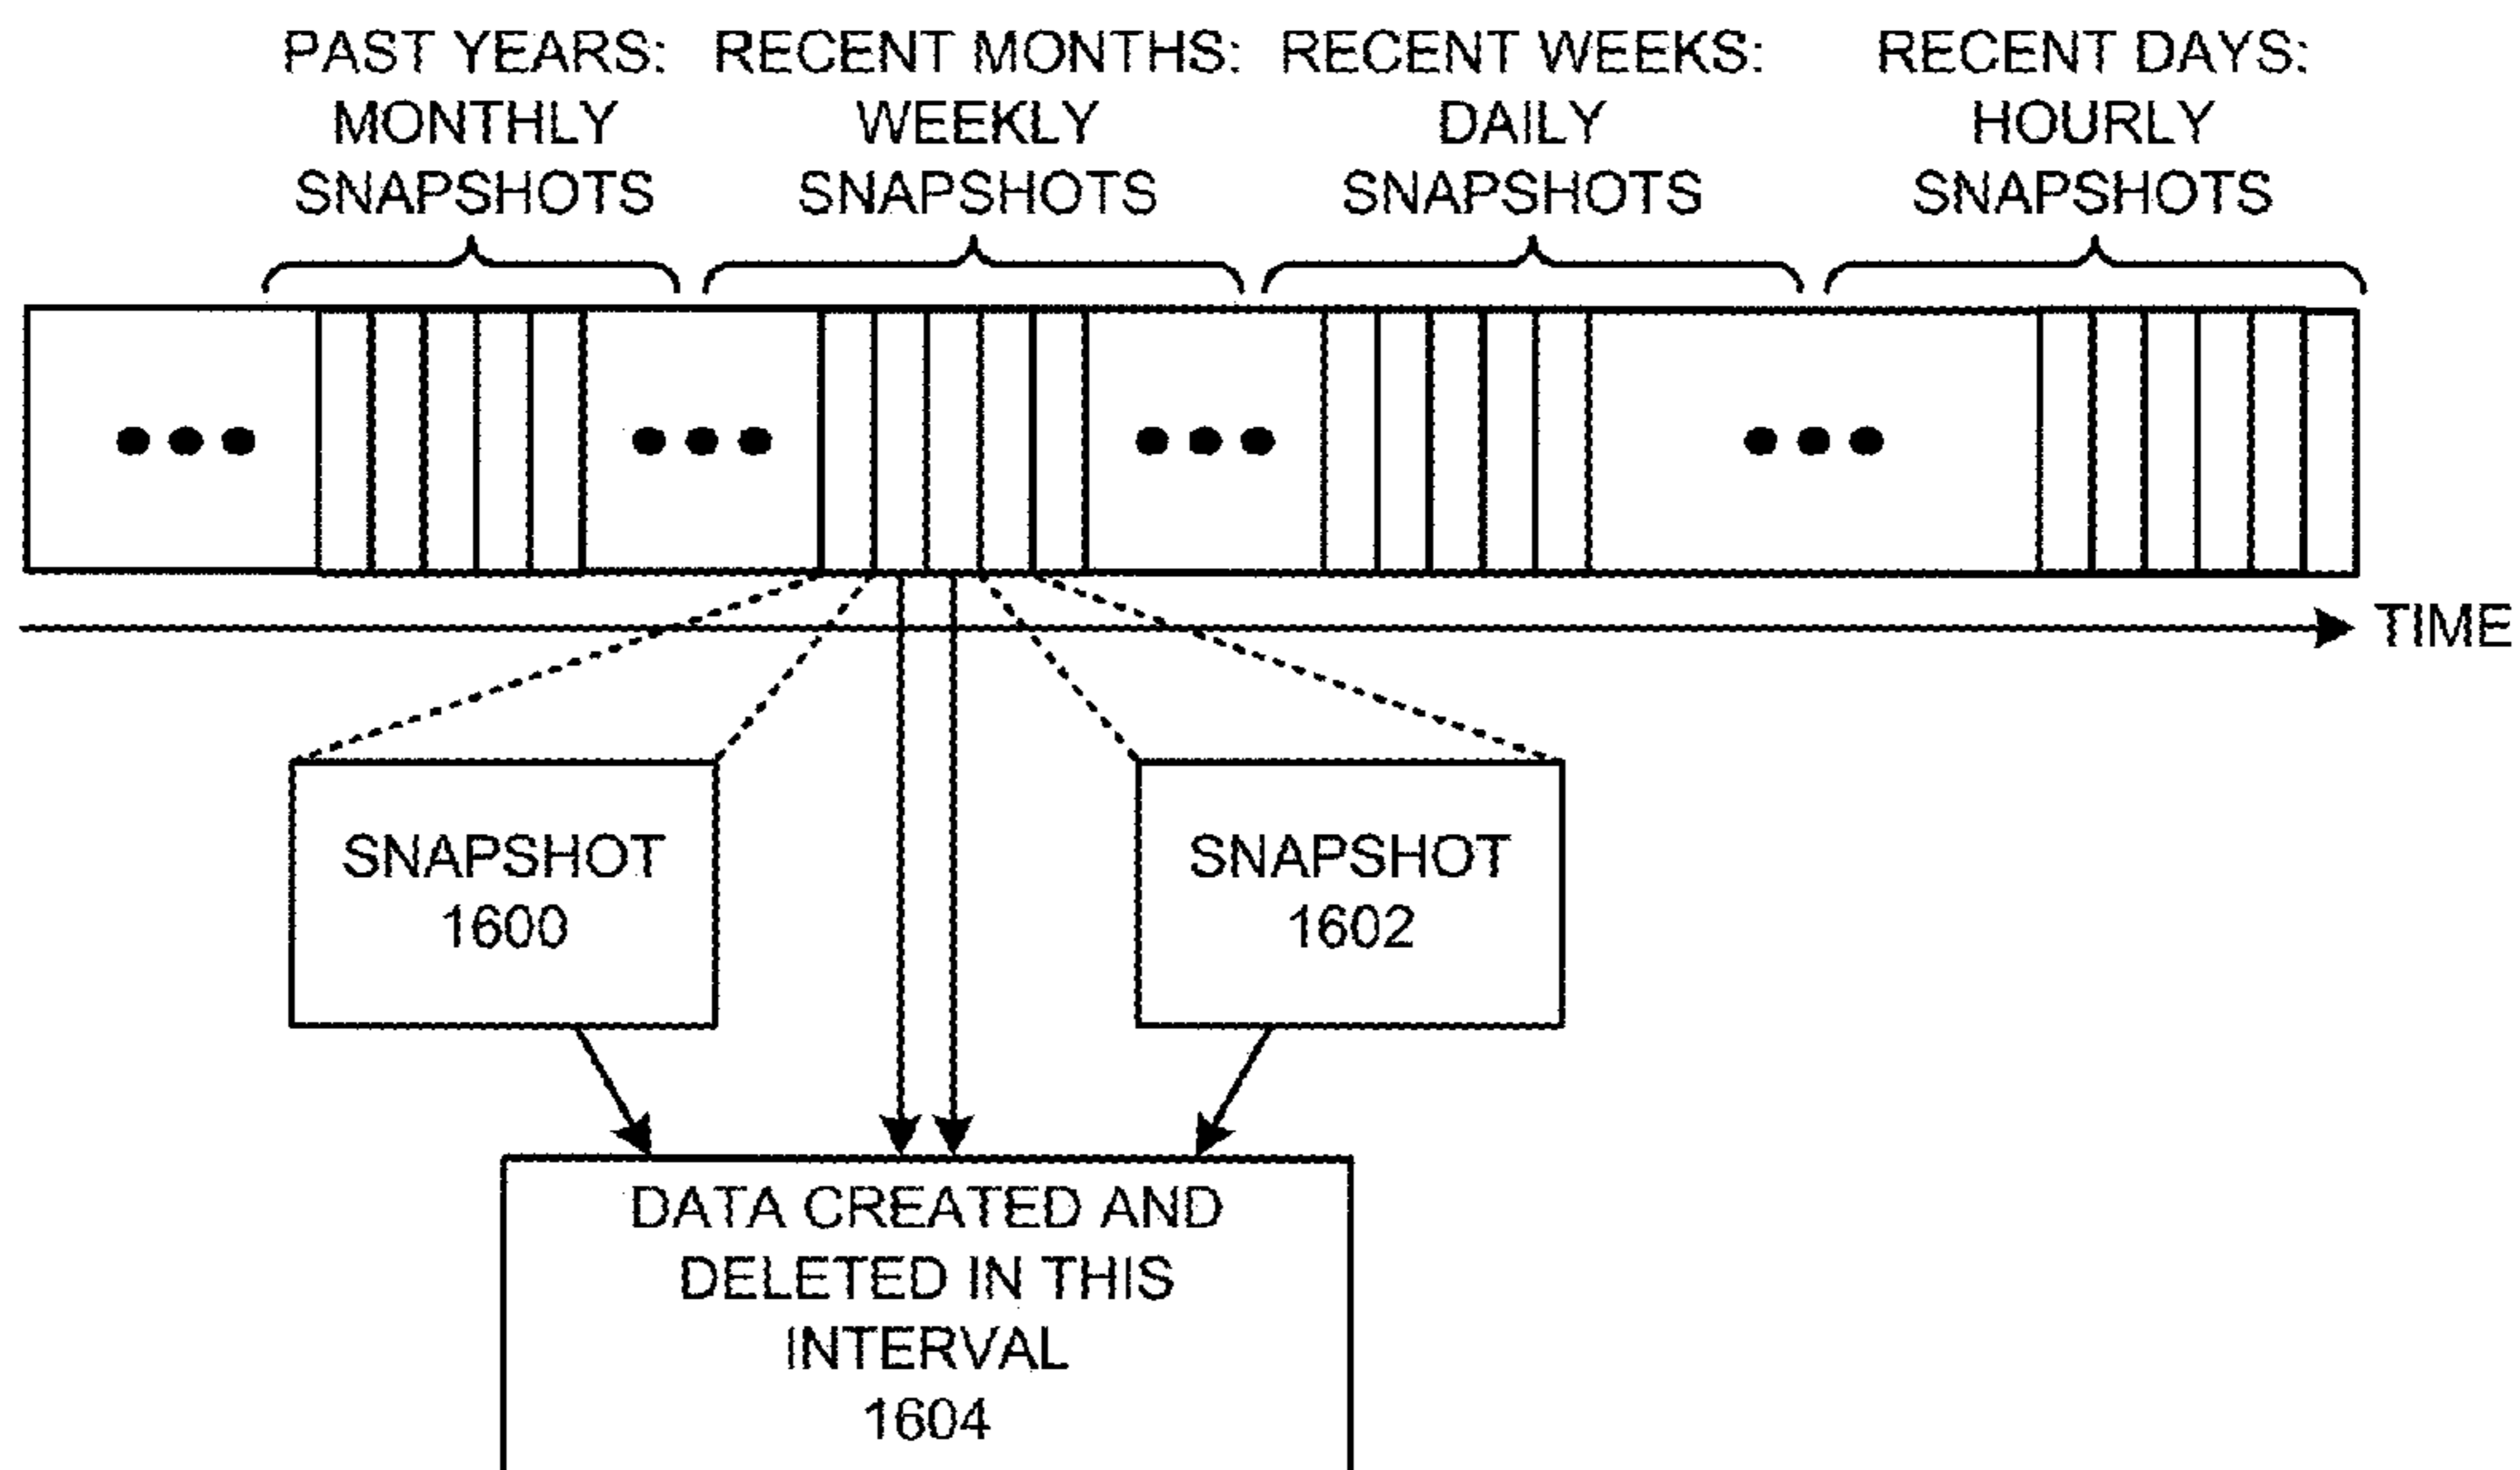 PAST YEARS:
MONTHLY
SNAPSHOTS
RECENT MONTHS:
WEEKLY
SNAPSHOTS
RECENT WEEKS:
DAILY
SNAPSHOTS
RECENT DAYS:
HOURLY
SNAPSHOTS
TIME
SNAPSHOT
1600
SNAPSHOT
1602
DATA CREATED AND
DELETED IN THIS
INTERVAL
1604